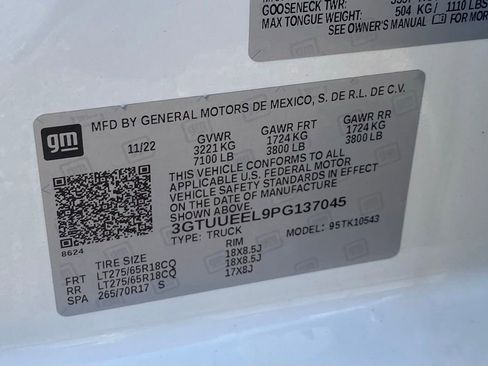 GOOSENECK TWR:
MAX TONGUE WEIGHT: 504 KG/ 1110 LBS
SEE OWNER'S MANUAL FOR MOR
gm
MFD BY GENERAL MOTORS DE MEXICO, S. DE R.L. DE C.V.
11/22 GVWR GAWR FRT GAWR RR
3221 KG 1724 KG 1724 KG
7100 LB 3800 LB 3800 LB
THIS VEHICLE CONFORMS TO ALL
APPLICABLE U.S. FEDERAL MOTOR
VEHICLE SAFETY STANDARDS IN EFFECT
ON THE DATE OF MANUFACTURE SHOWN ABOVE.
3GTUUEEL9PG137045
TYPE: TRUCK MODEL: 95TK10543
8624
TIRE SIZE RIM
FRT LT275/65R18CQ 18X8.5J
RR LT275/65R18CQ 18X8.5J
SPA 265/70R17 S 17X8J